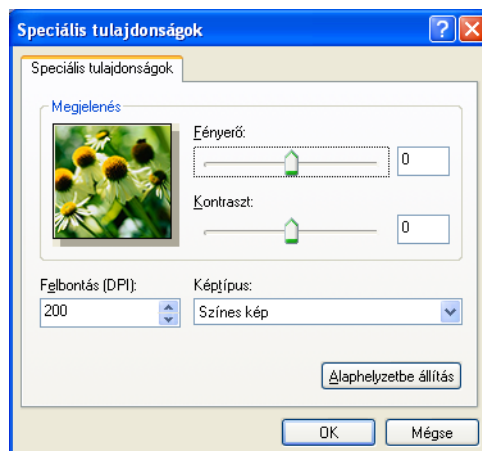 Speciális tulajdonságok
Speciális tulajdonságok
Megjelenés
Fényerő:
0
Kontraszt:
0
Felbontás (DPI):
Képtípus:
200
Színes kép
Alaphelyzetbe állítás
OK
Mégse